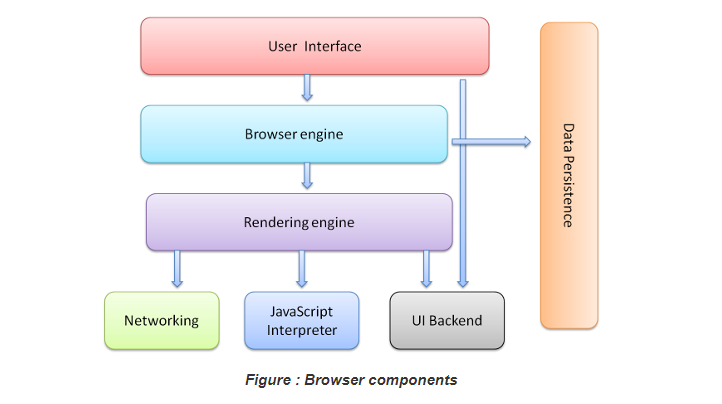 User Interface
Browser engine
Data Persistence
Rendering engine
Networking
JavaScript
Interpreter
UI Backend
Figure : Browser components